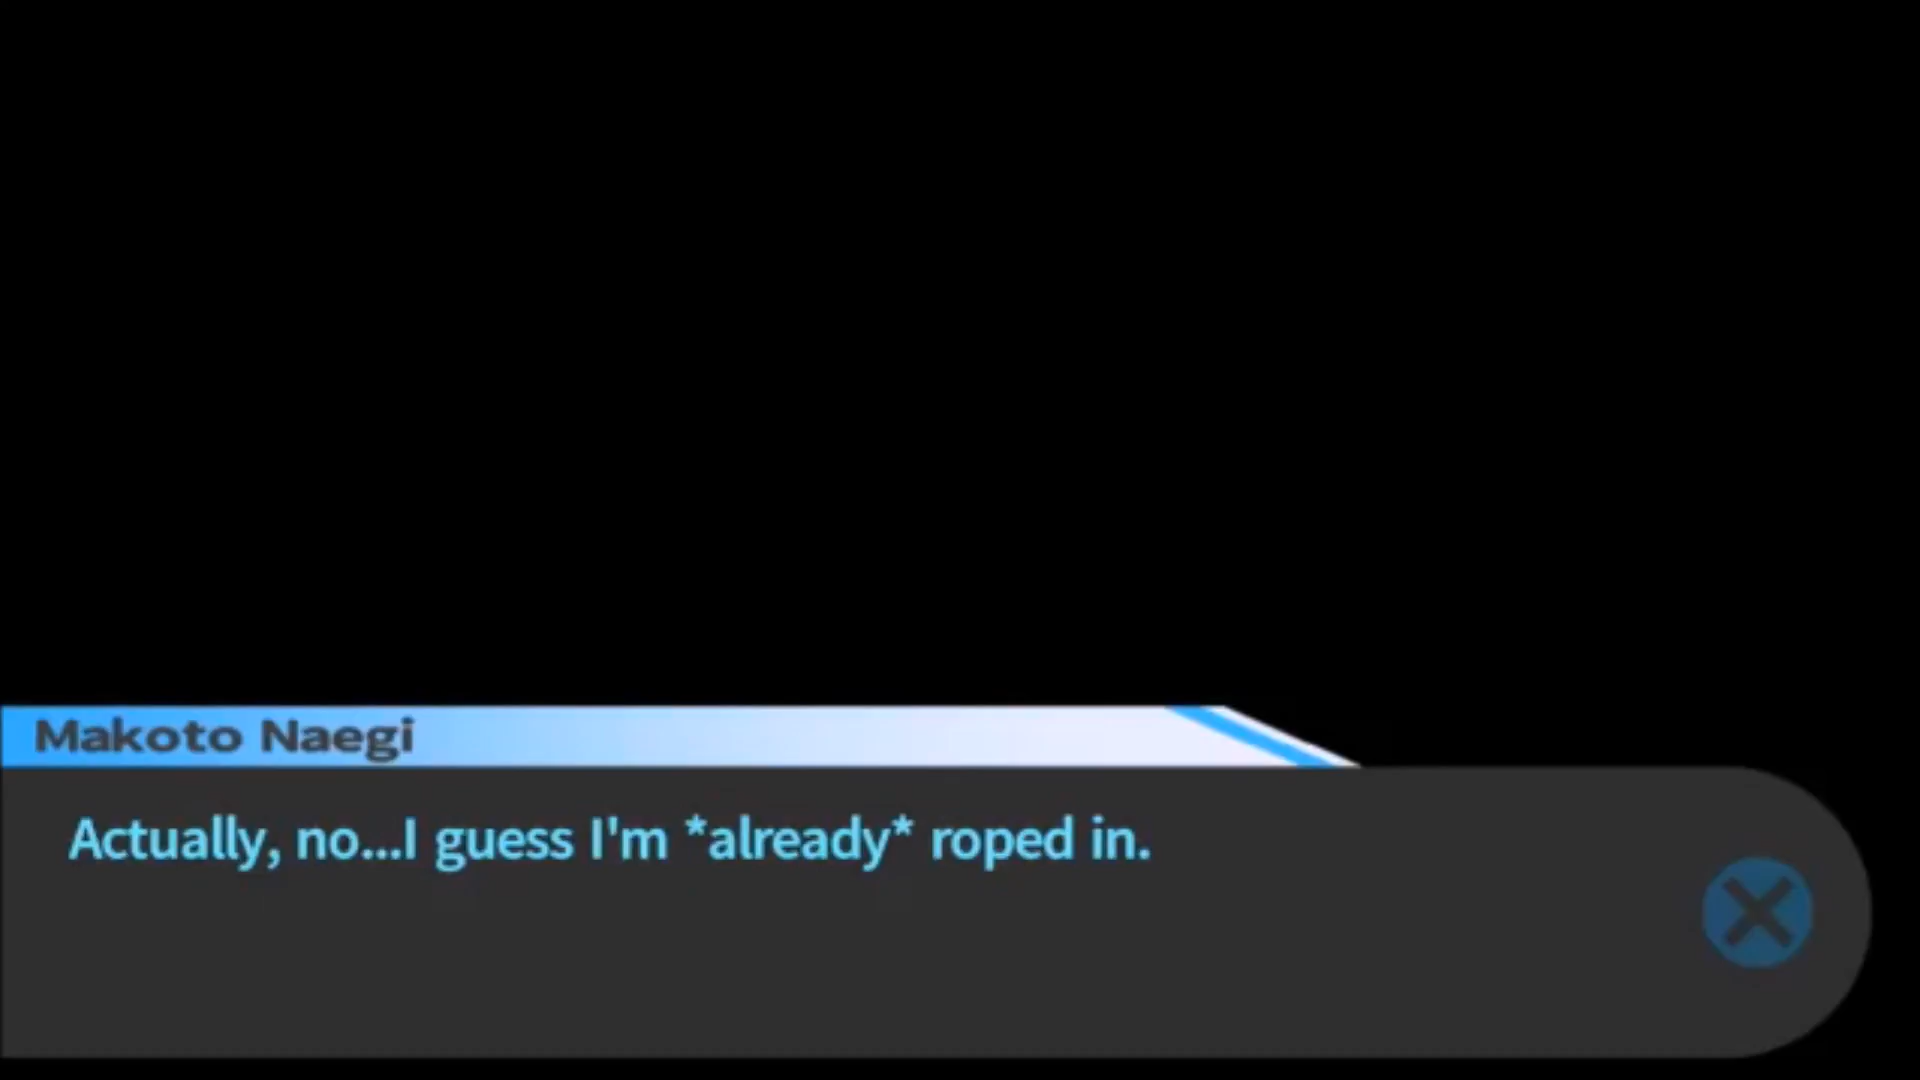 Makoto Naegi
Actually, no...I guess I'm *already* roped in.